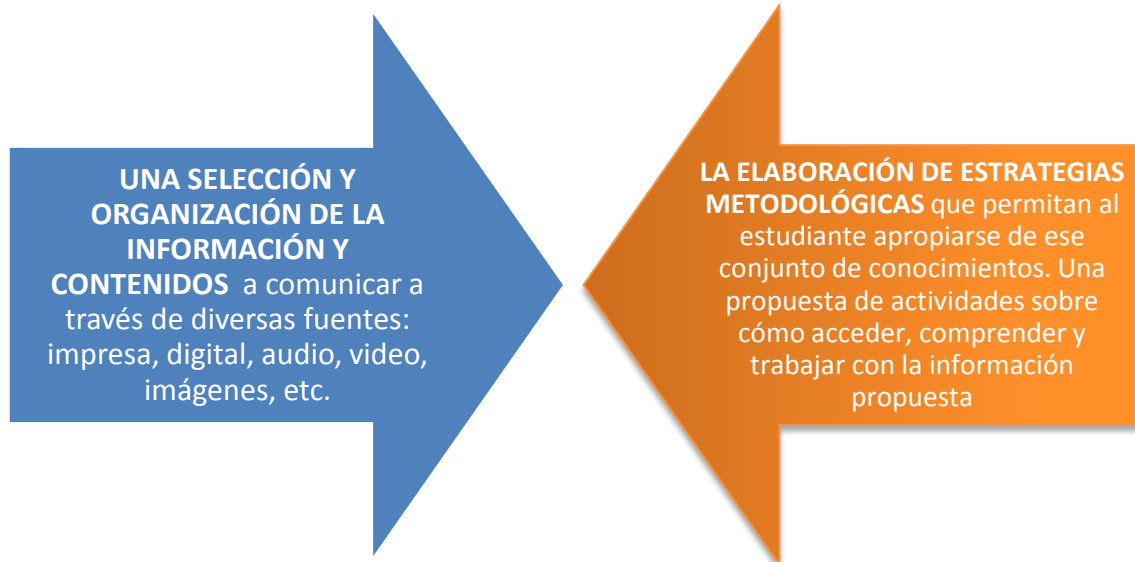 UNA SELECCIÓN Y
ORGANIZACIÓN DE LA
INFORMACIÓN Y
CONTENIDOS a comunicar a
través de diversas fuentes:
impresa, digital, audio, video,
imágenes, etc.
LA ELABORACIÓN DE ESTRATEGIAS
METODOLÓGICAS que permitan al
estudiante apropiarse de ese
conjunto de conocimientos. Una
propuesta de actividades sobre
cómo acceder, comprender y
trabajar con la información
propuesta